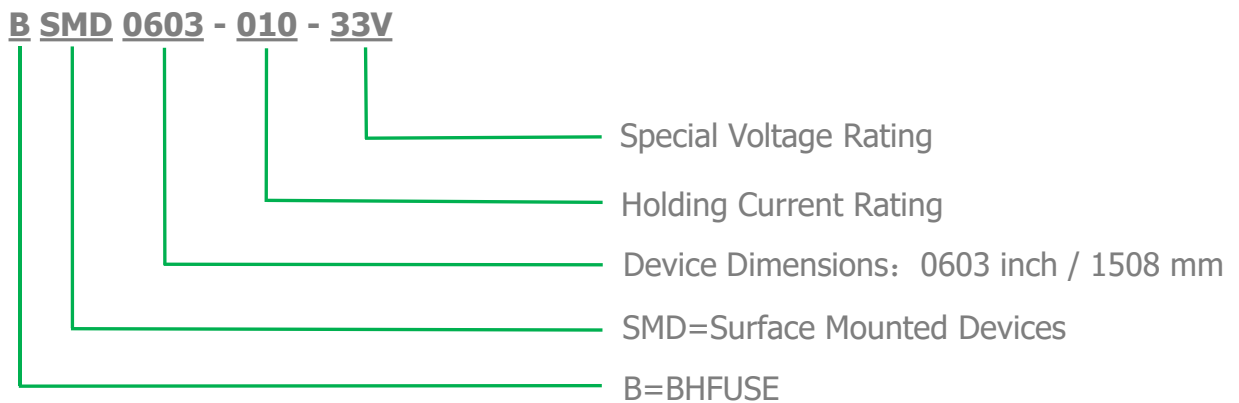 B SMD 0603 - 010 - 33V
Special Voltage Rating
Holding Current Rating
Device Dimensions：0603 inch / 1508 mm
SMD=Surface Mounted Devices
B=BHFUSE